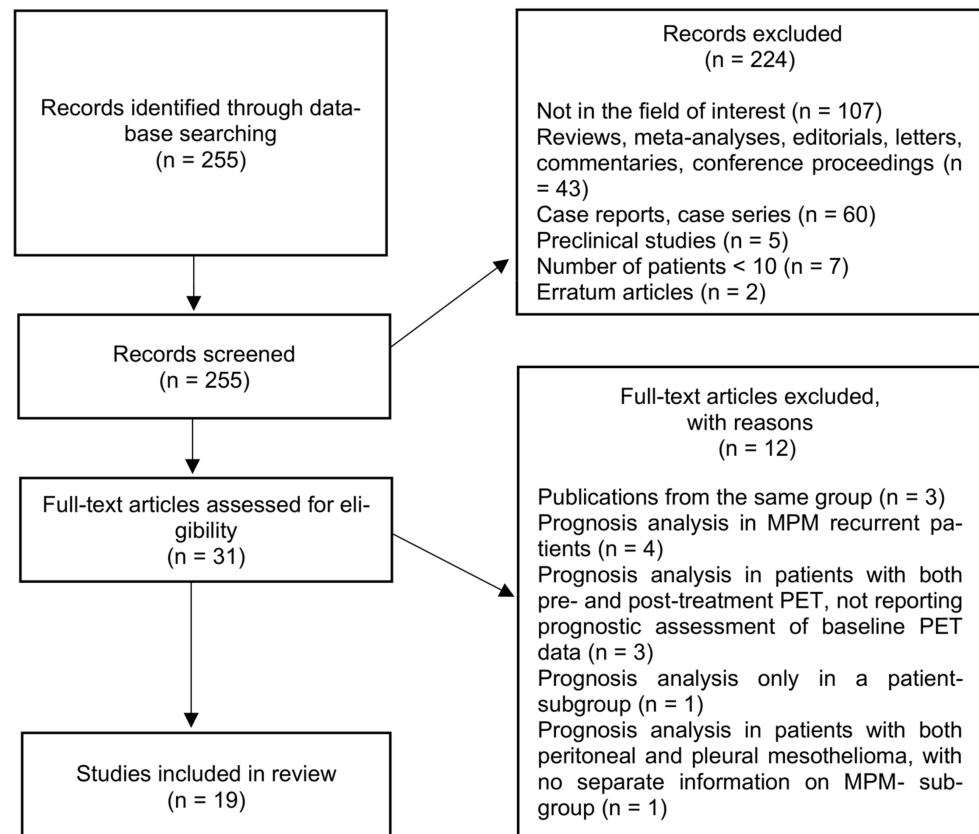 Records identified through data-
base searching
(n = 255)
Records excluded
(n = 224)
Not in the field of interest (n = 107)
Reviews, meta-analyses, editorials, letters,
commentaries, conference proceedings (n
= 43)
Case reports, case series (n = 60)
Preclinical studies (n = 5)
Number of patients < 10 (n = 7)
Erratum articles (n = 2)
Records screened
(n = 255)
Full-text articles assessed for eli-
gibility
(n = 31)
Full-text articles excluded,
with reasons
(n = 12)
Publications from the same group (n = 3)
Prognosis analysis in MPM recurrent pa-
tients (n = 4)
Prognosis analysis in patients with both
pre- and post-treatment PET, not reporting
prognostic assessment of baseline PET
data (n = 3)
Prognosis analysis only in a patient-
subgroup (n = 1)
Prognosis analysis in patients with both
peritoneal and pleural mesothelioma, with
no separate information on MPM- sub-
group (n = 1)
Studies included in review
(n = 19)